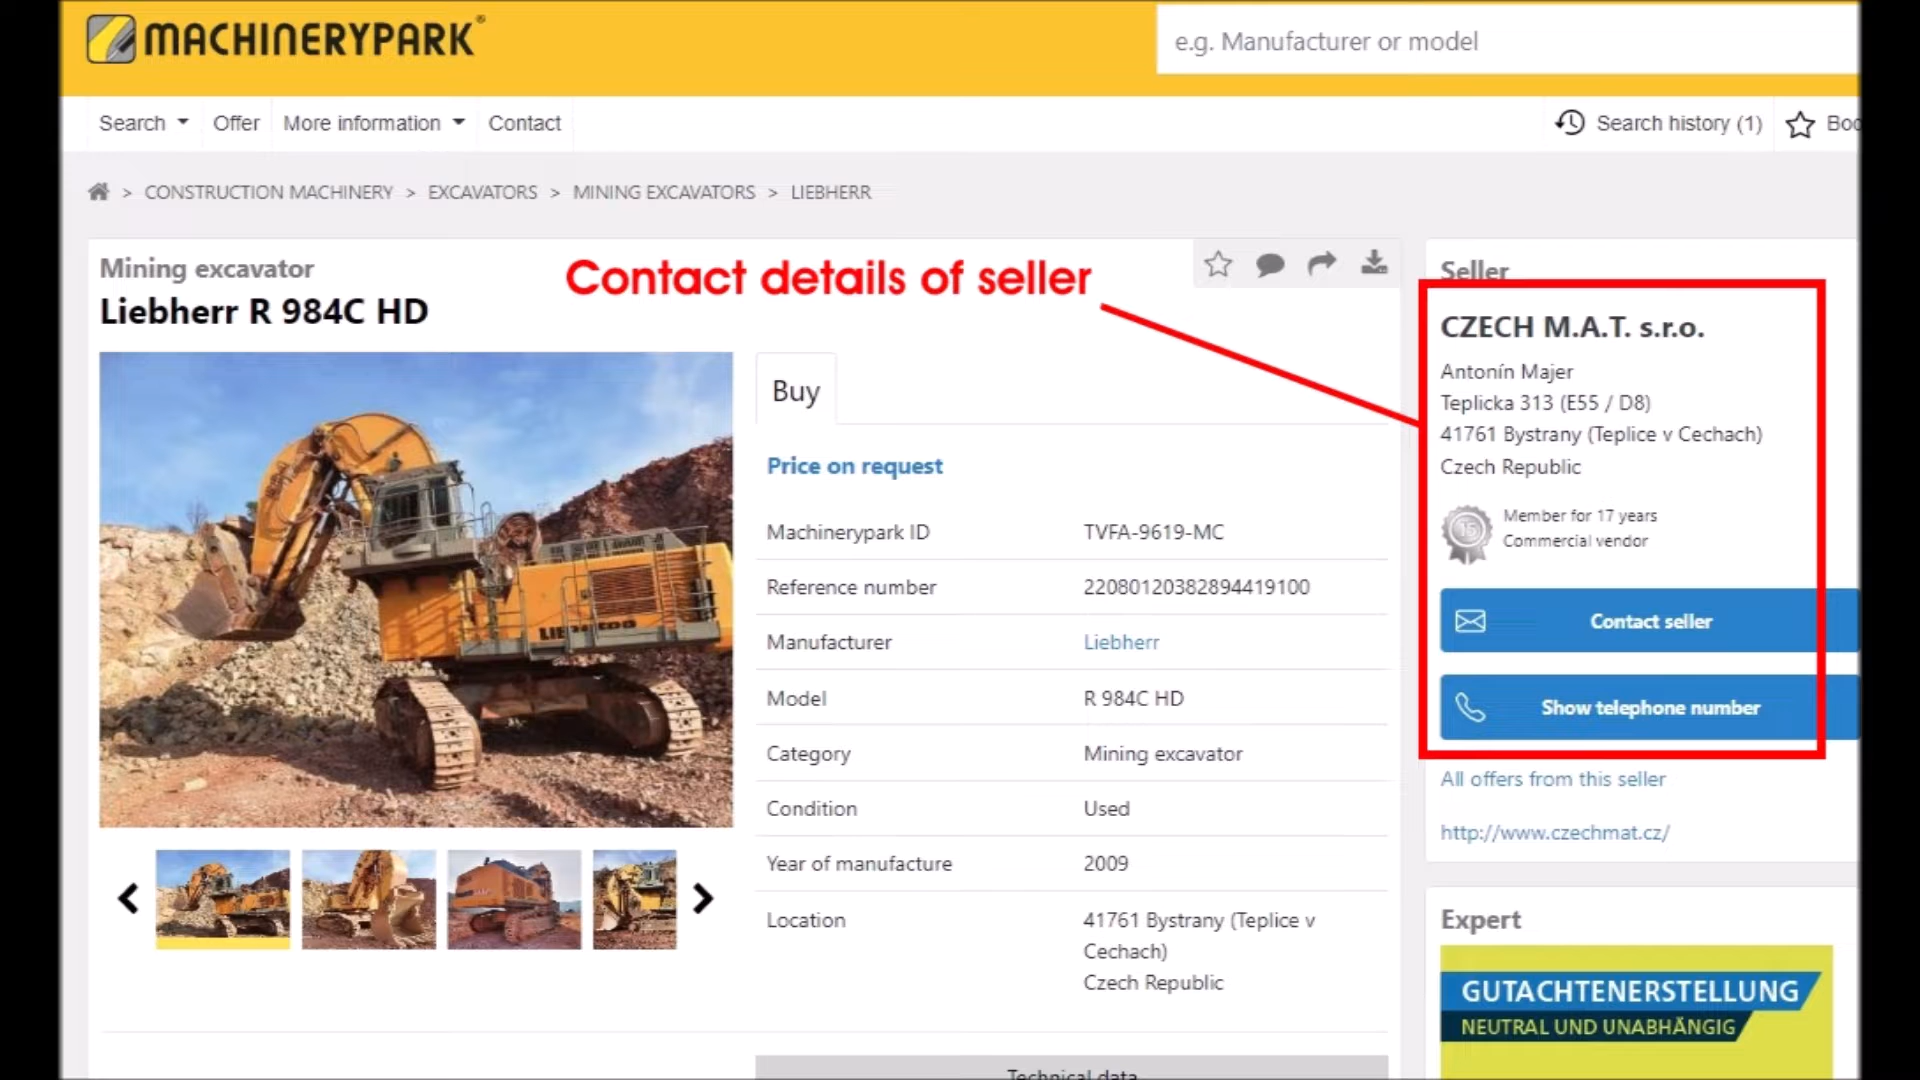 MACHINERYPARK®
e.g. Manufacturer or model
Search
Offer
More information
Contact
Search history (1)
> CONSTRUCTION MACHINERY > EXCAVATORS > MINING EXCAVATORS > LIEBHERR
Mining excavator
Liebherr R 984C HD
Contact details of seller
Buy
Price on request
Machinerypark ID TVFA-9619-MC
Reference number 22080120382894419100
Manufacturer Liebherr
Model R 984C HD
Category Mining excavator
Condition Used
Year of manufacture 2009
Location 41761 Bystrany (Teplice v
Cechach)
Czech Republic
Technical data
Seller
CZECH M.A.T. s.r.o.
Antonín Majer
Teplicka 313 (E55 / D8)
41761 Bystrany (Teplice v Cechach)
Czech Republic
15
Member for 17 years
Commercial vendor
Contact seller
Show telephone number
All offers from this seller
http://www.czechmat.cz/
Expert
GUTACHTENERSTELLUNG
NEUTRAL UND UNABHÄNGIG